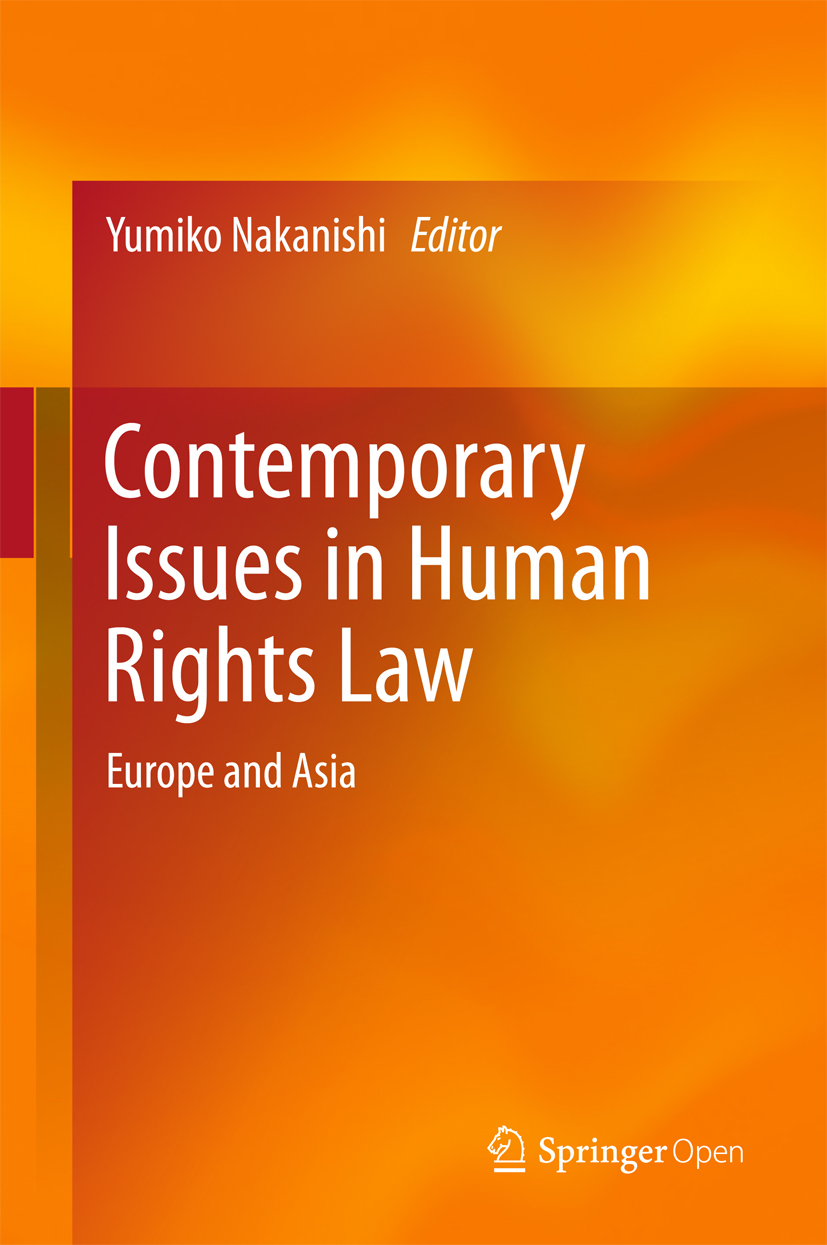 Yumiko Nakanishi Editor
Contemporary
Issues in Human
Rights Law
Europe and Asia
Springer Open